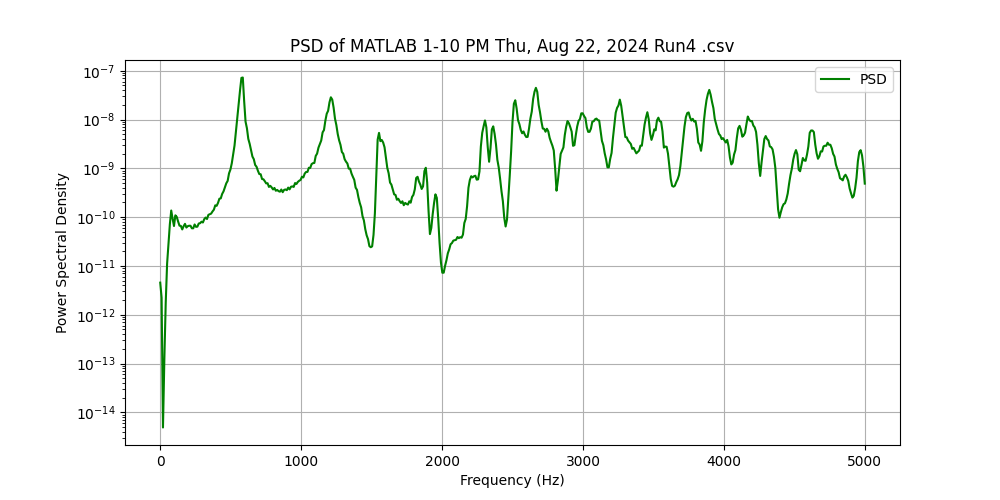 PSD of MATLAB 1-10 PM Thu, Aug 22, 2024 Run4 .csv
PSD
Power Spectral Density
10⁻⁷
10⁻⁸
10⁻⁹
10⁻¹⁰
10⁻¹¹
10⁻¹²
10⁻¹³
10⁻¹⁴
0 1000 2000 3000 4000 5000
Frequency (Hz)